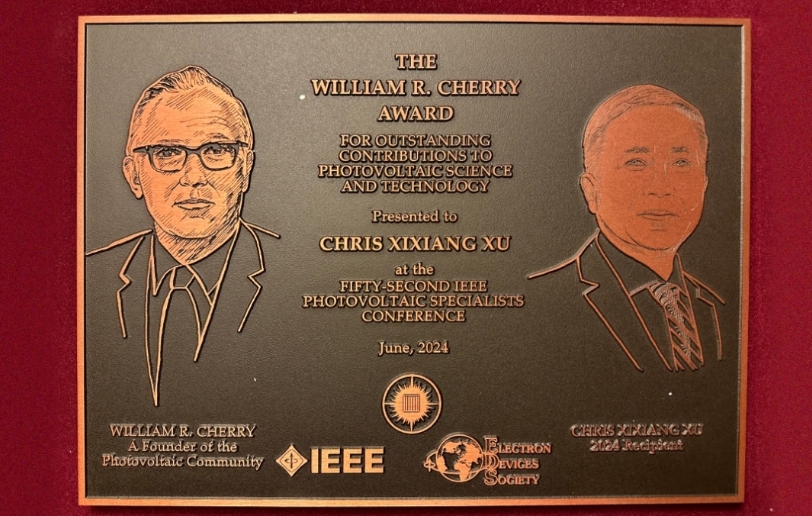 THE
WILLIAM R. CHERRY
AWARD
FOR OUTSTANDING
CONTRIBUTIONS TO
PHOTOVOLTAIC SCIENCE
AND TECHNOLOGY
Presented to
CHRIS XIXIANG XU
at the
FIFTY-SECOND IEEE
PHOTOVOLTAIC SPECIALISTS
CONFERENCE
June, 2024
WILLIAM R. CHERRY
A Founder of the
Photovoltaic Community
IEEE
ELECTRON
DEVICES
SOCIETY
CHRIS XIXIANG XU
2024 Recipient